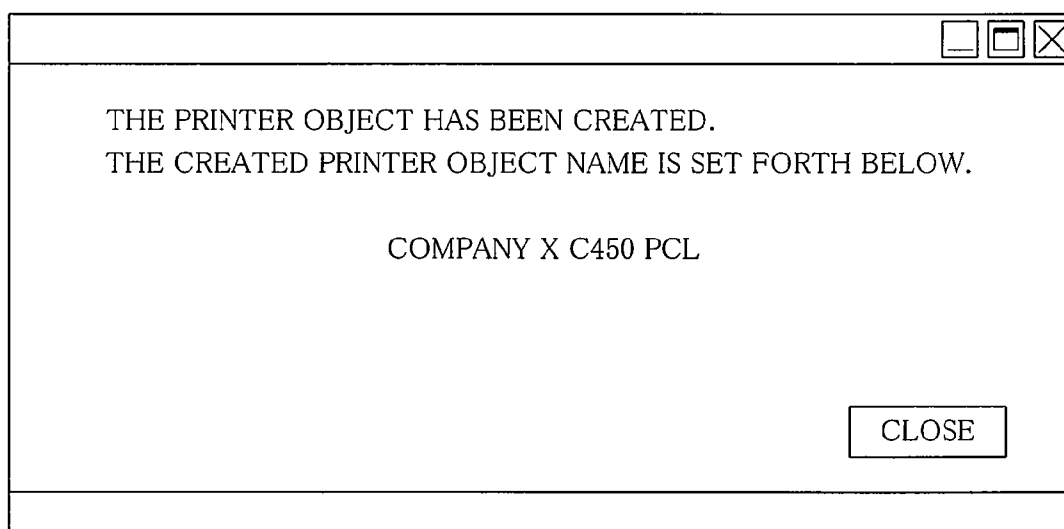 THE PRINTER OBJECT HAS BEEN CREATED.
THE CREATED PRINTER OBJECT NAME IS SET FORTH BELOW.
COMPANY X C450 PCL
CLOSE